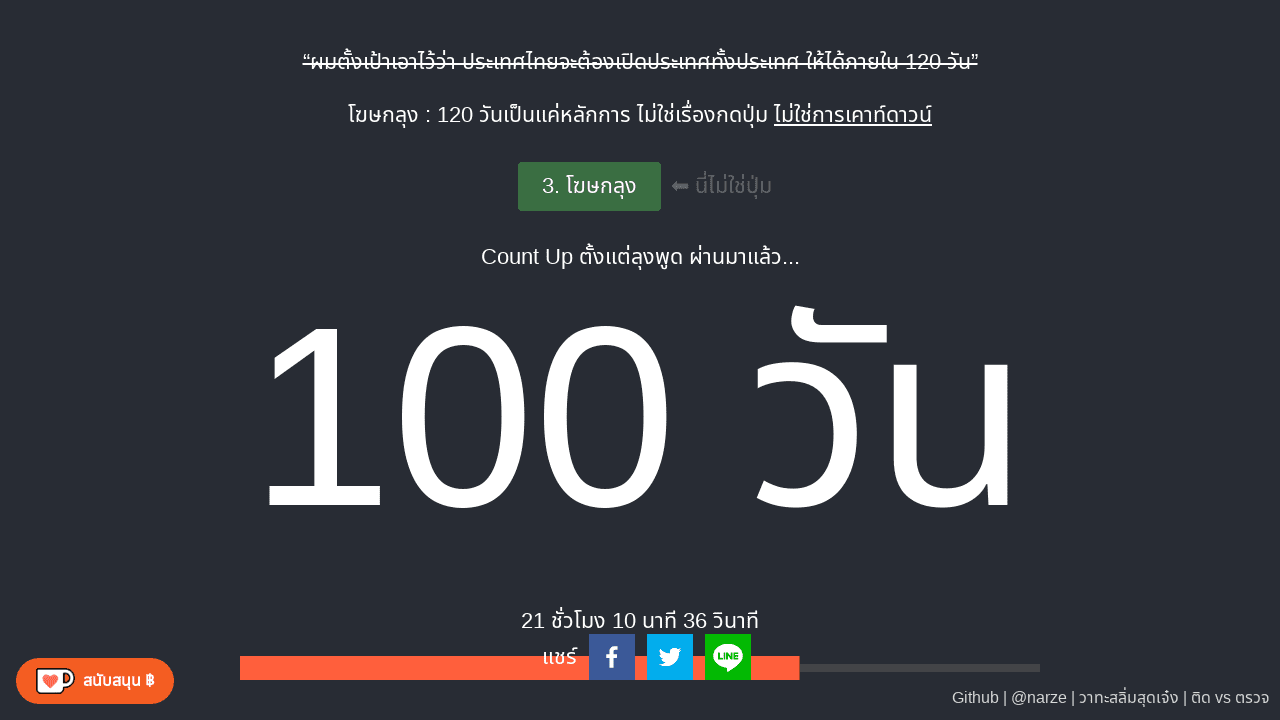 “ผมตั้งเป้าเอาไว้ว่า ประเทศไทยจะต้องเปิดประเทศทั้งประเทศ ให้ได้ภายใน 120 วัน”
โฆษกลุง : 120 วันเป็นแค่หลักการ ไม่ใช่เรื่องกดปุ่ม ไม่ใช่การเคาท์ดาวน์
3. โฆษกลุง ⬅ นี่ไม่ใช่ปุ่ม
Count Up ตั้งแต่ลุงพูด ผ่านมาแล้ว...
100 วัน
21 ชั่วโมง 10 นาที 36 วินาที
แชร์ LINE
สนับสนุน ฿
Github | @narze | วาทะสลิ่มสุดเจ๋ง | ติด vs ตรวจ